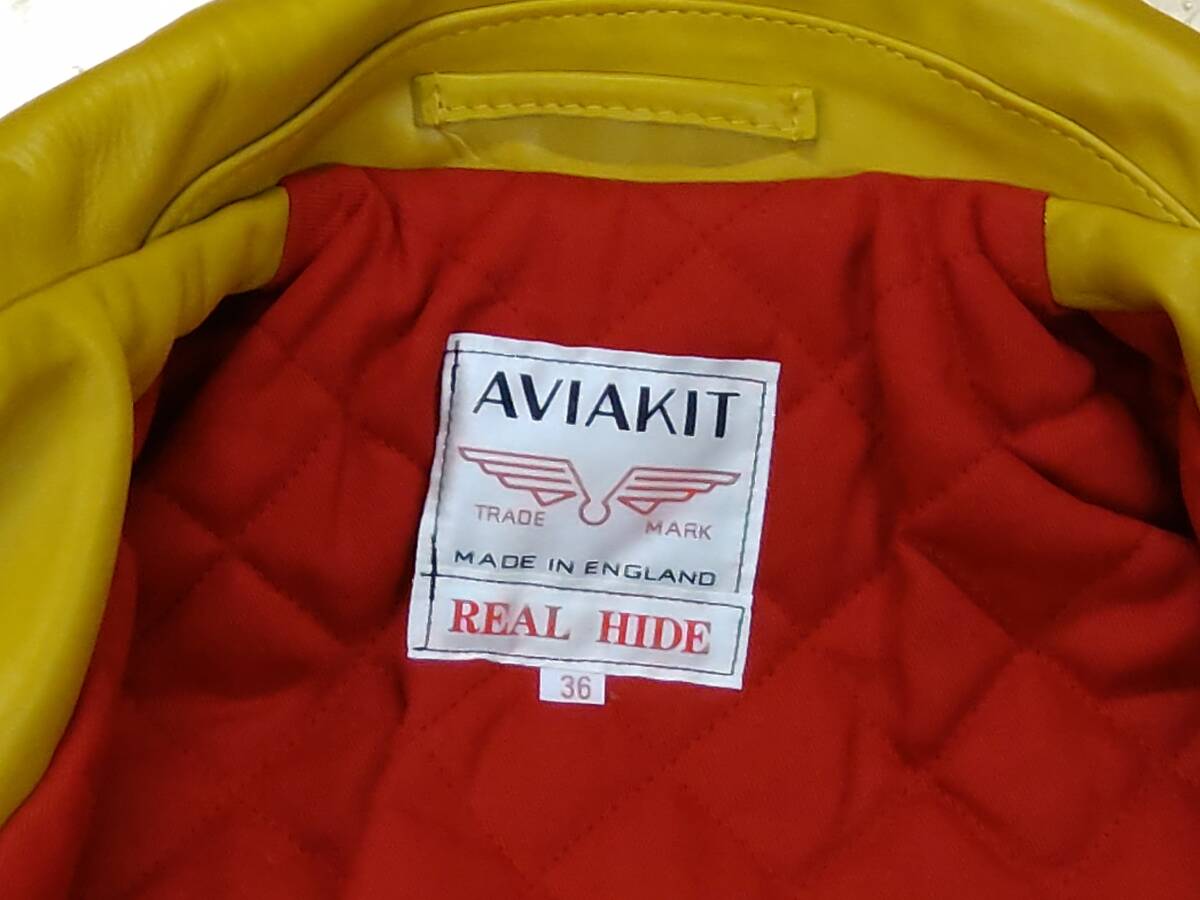 AVIAKIT
TRADE MARK
MADE IN ENGLAND
REAL HIDE
36